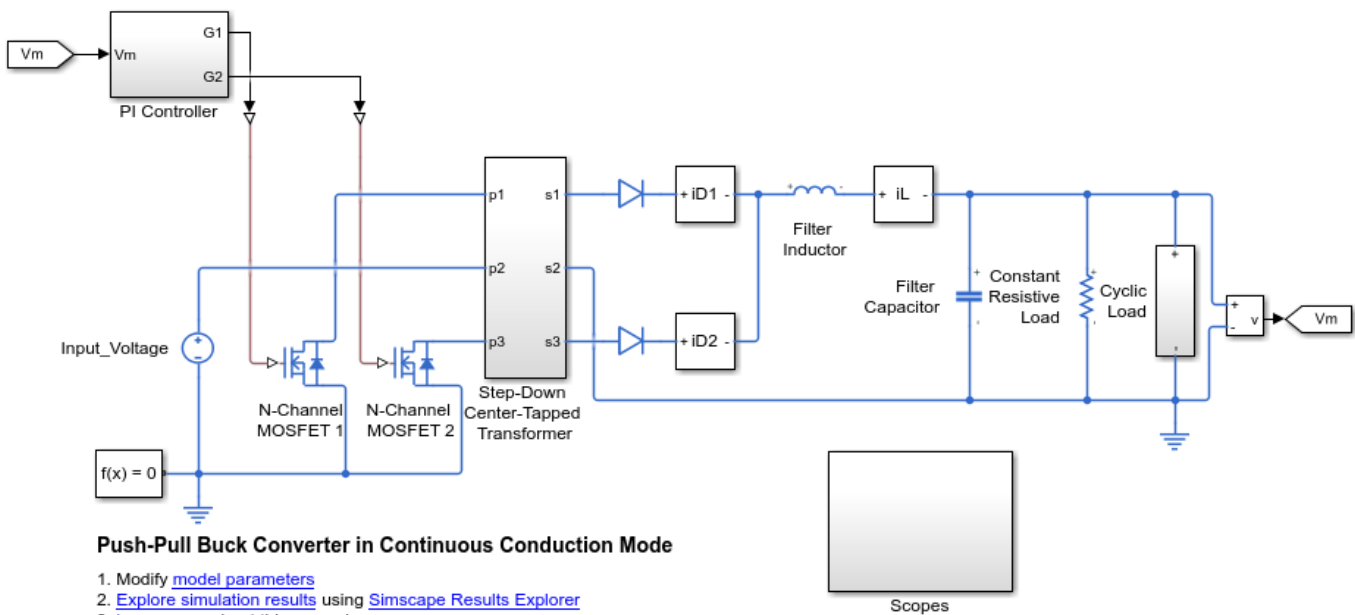 G1
Vm
Vm
G2
PI Controller
p1
s1
+ iD1 -
+ -
+ iL -
Filter
Inductor
p2
s2
+
Filter
Capacitor
-
+
Constant
Resistive
Load
-
Cyclic
Load
+
-
+
-
v
Vm
Input_Voltage
+
-
p3
s3
+ iD2 -
N-Channel
MOSFET 1
N-Channel
MOSFET 2
Step-Down
Center-Tapped
Transformer
f(x) = 0
Push-Pull Buck Converter in Continuous Conduction Mode
1. Modify model parameters
2. Explore simulation results using Simscape Results Explorer
Scopes